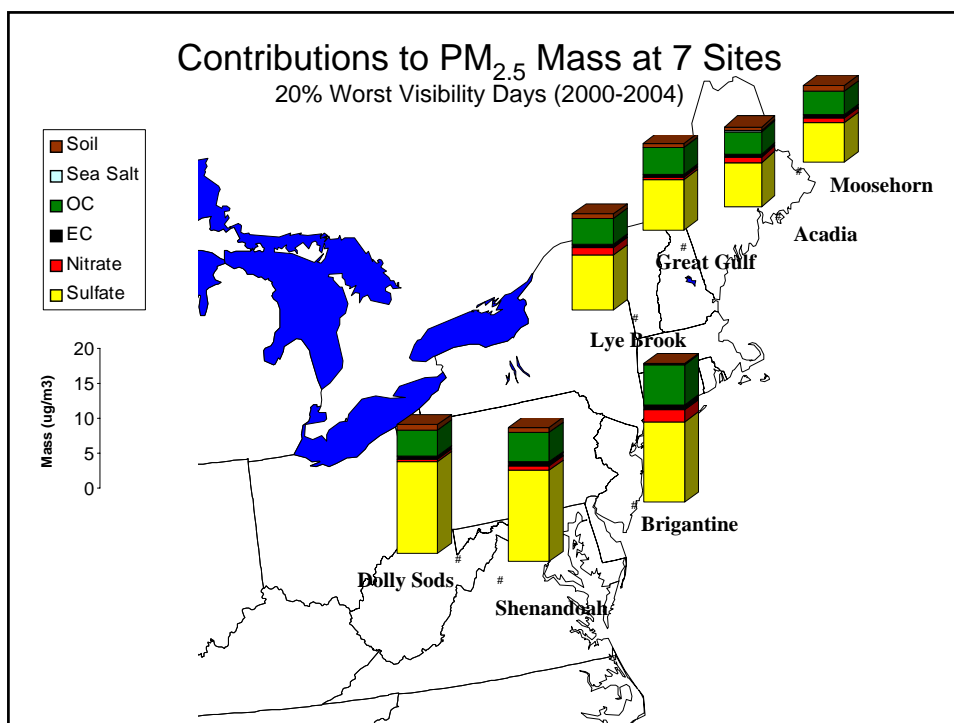 Contributions to PM2.5 Mass at 7 Sites
20% Worst Visibility Days (2000-2004)
Soil
Sea Salt
OC
EC
Nitrate
Sulfate
Moosehorn
Acadia
Great Gulf
Lye Brook
20
15
10
5
0
Mass (ug/m3)
Brigantine
Dolly Sods
Shenandoah
#
#
#
#
#
#
#